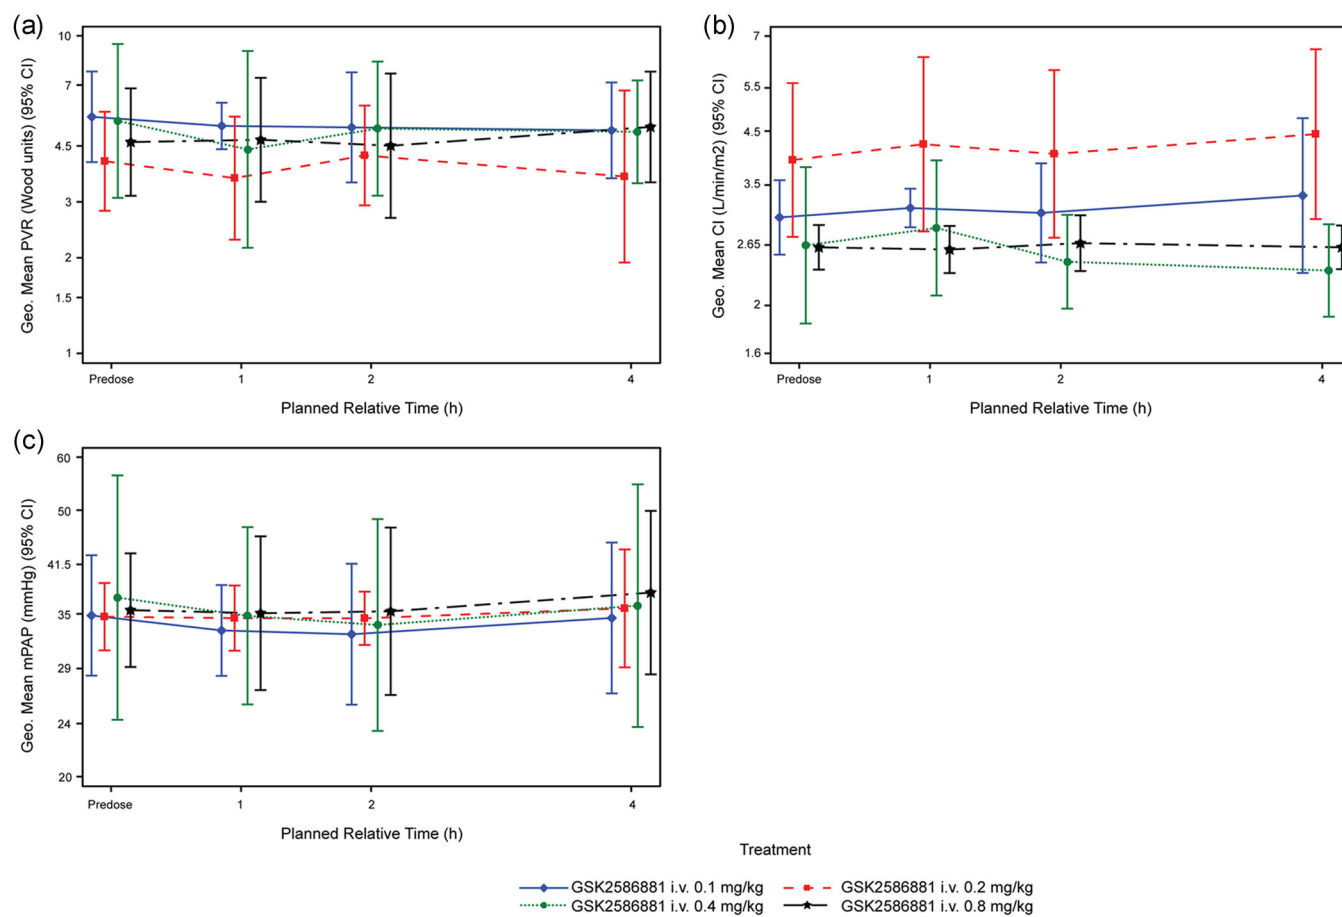 (a)
Geo. Mean PVR (Wood units) (95% CI)
10
7
4.5
3
2
1.5
1
Predose 1 2 4
Planned Relative Time (h)
(b)
Geo. Mean CI (L/min/m2) (95% CI)
7
5.5
4.5
3.5
2.65
2
1.6
Predose 1 2 4
Planned Relative Time (h)
(c)
Geo. Mean mPAP (mmHg) (95% CI)
60
50
41.5
35
29
24
20
Predose 1 2 4
Planned Relative Time (h)
Treatment
GSK2586881 i.v. 0.1 mg/kg GSK2586881 i.v. 0.2 mg/kg
GSK2586881 i.v. 0.4 mg/kg GSK2586881 i.v. 0.8 mg/kg